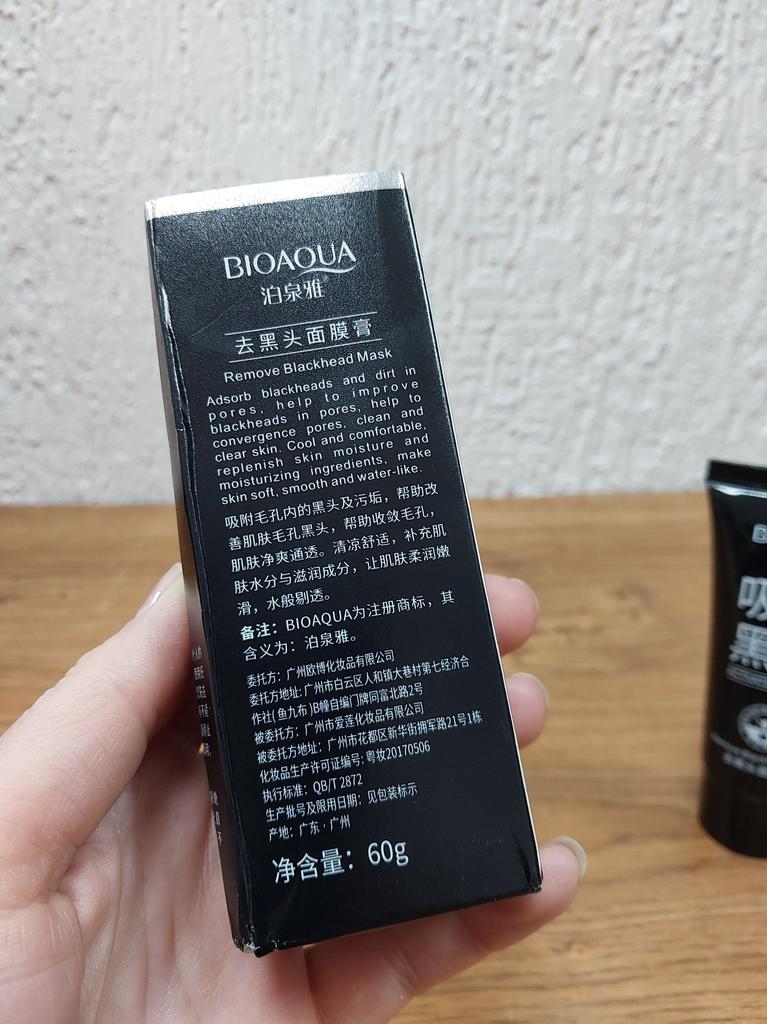 BIOAQUA
泊泉雅®
去黑头面膜膏
Remove Blackhead Mask
Adsorb blackheads and dirt in
pores, help to improve
blackheads in pores, help to
convergence pores, clean and
clear skin. Cool and comfortable,
replenish skin moisture and
moisturizing ingredients, make
skin soft, smooth and water-like.
吸附毛孔内的黑头及污垢，帮助改
善肌肤毛孔黑头，帮助收敛毛孔，
肌肤净爽通透。清凉舒适，补充肌
肤水分与滋润成分，让肌肤柔润嫩
滑，水般剔透。
备注：BIOAQUA为注册商标，其
含义为：泊泉雅。
委托方：广州欧博化妆品有限公司
委托方地址：广州市白云区人和镇大巷村第七经济合
作社(鱼九布)B幢自编门牌同富北路2号
被委托方：广州市爱莲化妆品有限公司
被委托方地址：广州市花都区新华街拥军路21号1栋
化妆品生产许可证编号：粤妆20170506
执行标准：QB/T 2872
生产批号及限用日期：见包装标示
产地：广东·广州
净含量：60g
吸
黑